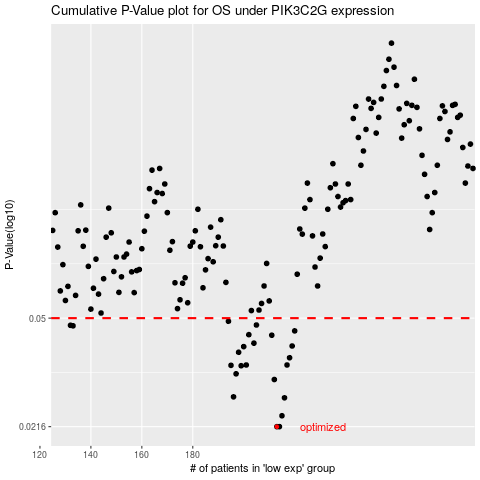 Cumulative P-Value plot for OS under PIK3C2G expression
P-Value(log10)
0.05
0.0216
optimized
120 140 160 180
# of patients in 'low exp' group